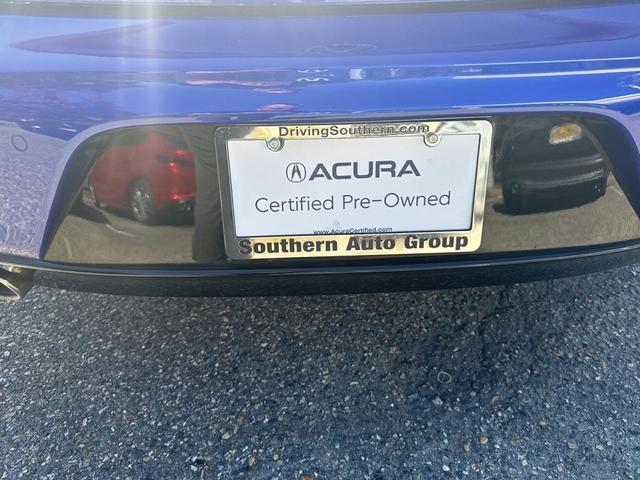 DrivingSouthern.com
ACURA
Certified Pre-Owned
www.AcuraCertified.com
Southern Auto Group